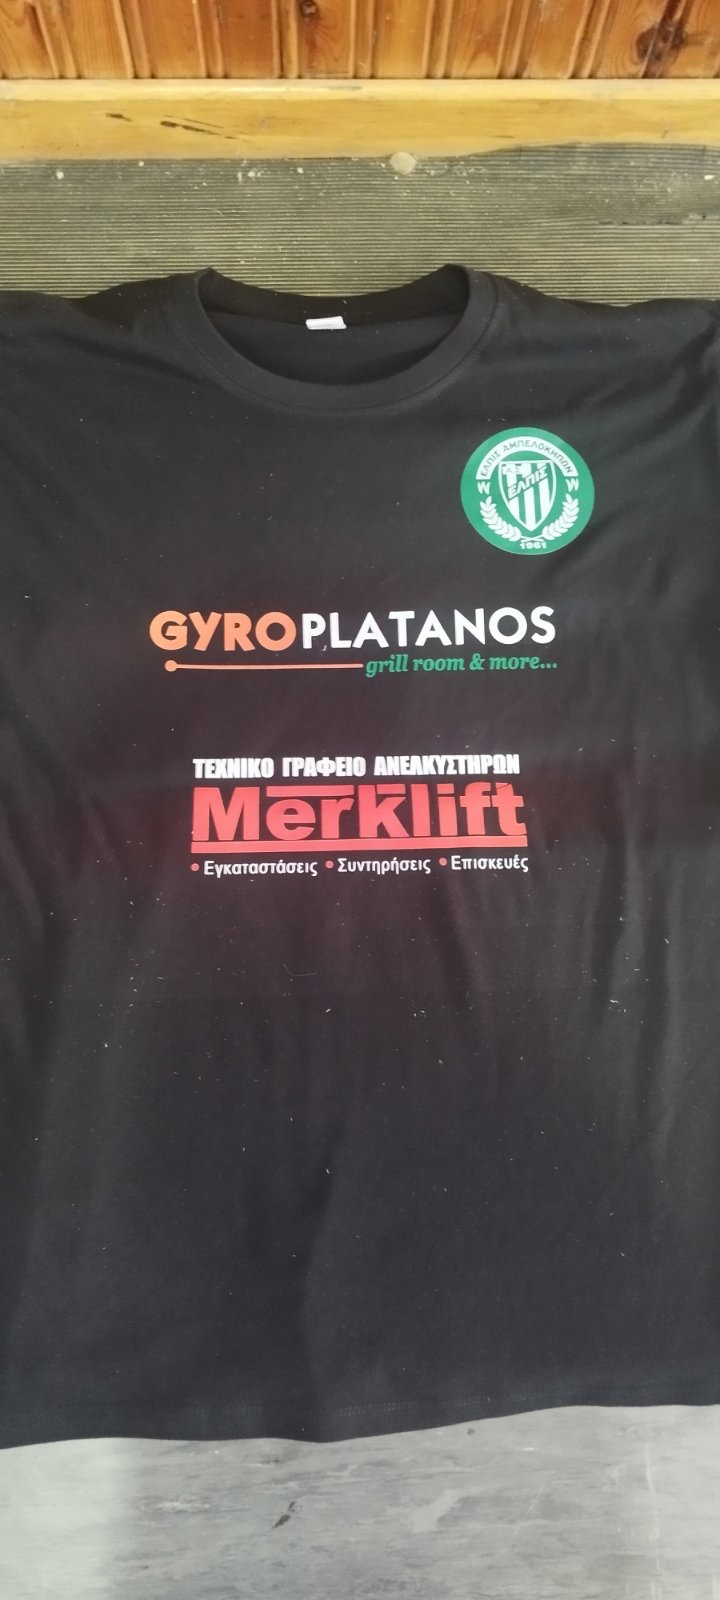 ΕΛΠΙΣ ΑΜΠΕΛΟΚΗΠΩΝ
Α.Σ.
ΕΛΠΙΣ
1961
GYROPLATANOS
grill room & more...
ΤΕΧΝΙΚΟ ΓΡΑΦΕΙΟ ΑΝΕΛΚΥΣΤΗΡΩΝ
Merklift
• Εγκαταστάσεις • Συντηρήσεις • Επισκευές